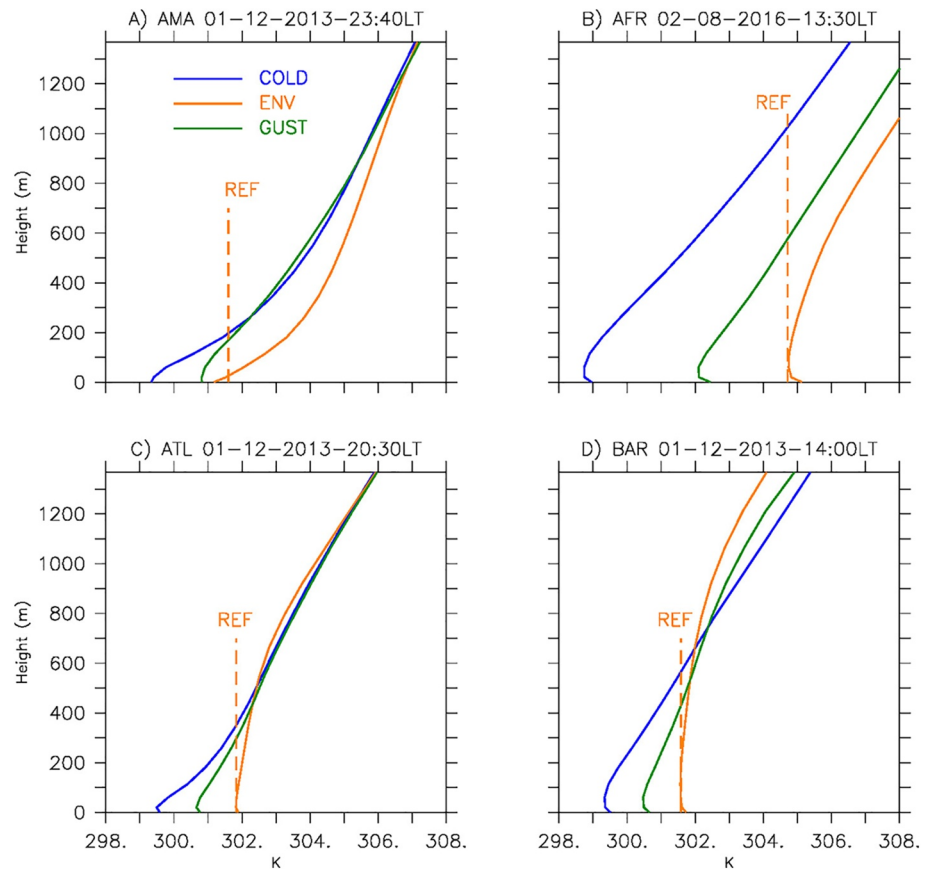 A) AMA 01-12-2013-23:40LT
B) AFR 02-08-2016-13:30LT
COLD
ENV
GUST
REF
REF
Height (m)
1200
1000
800
600
400
200
0
C) ATL 01-12-2013-20:30LT
D) BAR 01-12-2013-14:00LT
REF
REF
Height (m)
1200
1000
800
600
400
200
0
298. 300. 302. 304. 306. 308.
298. 300. 302. 304. 306. 308.
K
K